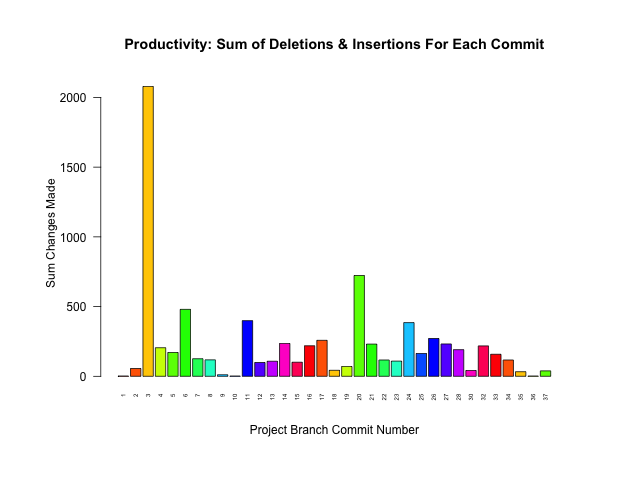 Productivity: Sum of Deletions & Insertions For Each Commit
2000
1500
1000
500
0
Sum Changes Made
1 2 3 4 5 6 7 8 9 10 11 12 13 14 15 16 17 18 19 20 21 22 23 24 25 26 27 28 30 32 33 34 35 36 37
Project Branch Commit Number